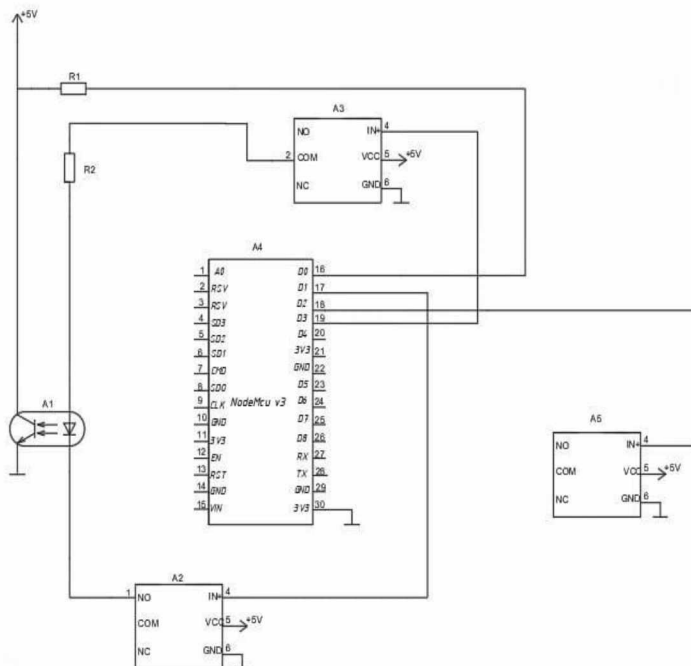 +5V
R1
A3
NO IN+ 4
2 COM VCC 5 +5V
NC GND 6
R2
A4
1 A0 D0 16
2 RSV D1 17
3 RSV D2 18
4 SD3 D3 19
5 SD2 D4 20
6 SD1 3V3 21
7 CMD GND 22
8 SD0 D5 23
9 CLK NodeMcu v3 D6 24
10 GND D7 25
11 3V3 D8 26
12 EN RX 27
13 RST TX 28
14 GND GND 29
15 VIN 3V3 30
A1
A5
NO IN+ 4
COM VCC 5 +5V
NC GND 6
A2
1 NO IN+ 4
COM VCC 5 +5V
NC GND 6